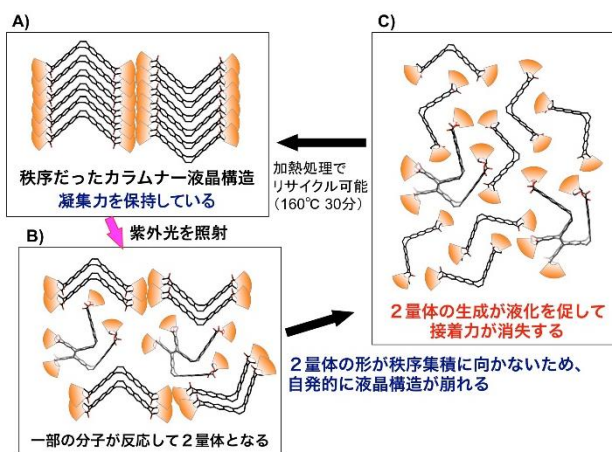 A)
秩序だったカラムナー液晶構造
凝集力を保持している
紫外光を照射
B)
一部の分子が反応して２量体となる
加熱処理で
リサイクル可能
（160℃ 30分）
C)
２量体の生成が液化を促して
接着力が消失する
２量体の形が秩序集積に向かないため、
自発的に液晶構造が崩れる